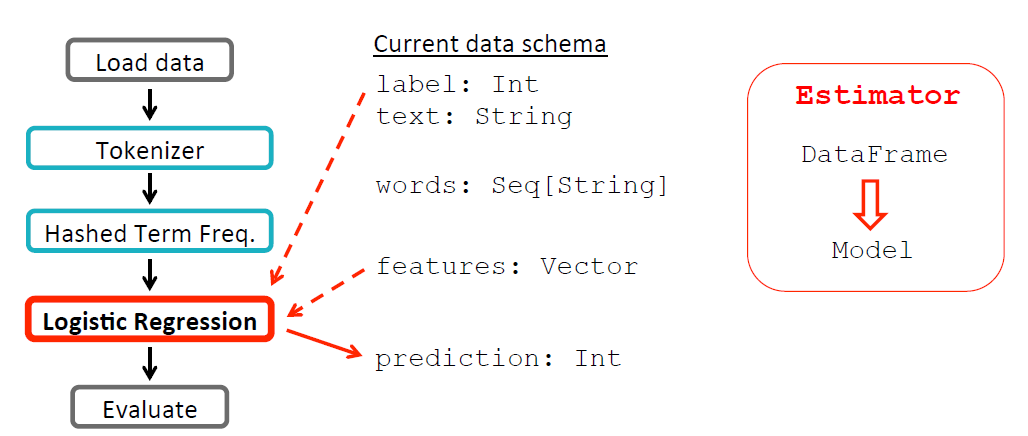 Load data
Tokenizer
Hashed Term Freq.
Logistic Regression
Evaluate
Current data schema
label: Int
text: String
words: Seq[String]
features: Vector
prediction: Int
Estimator
DataFrame
Model